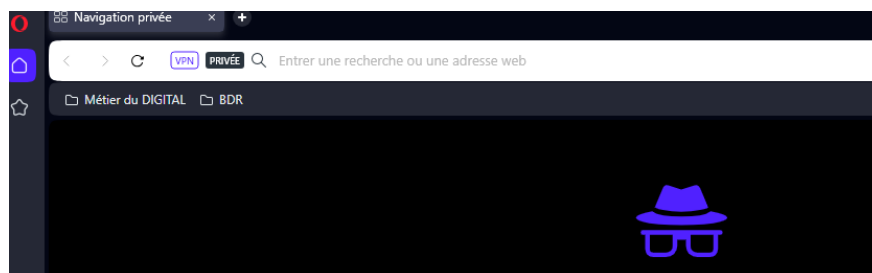 Navigation privée
VPN PRIVÉE Entrer une recherche ou une adresse web
Métier du DIGITAL BDR